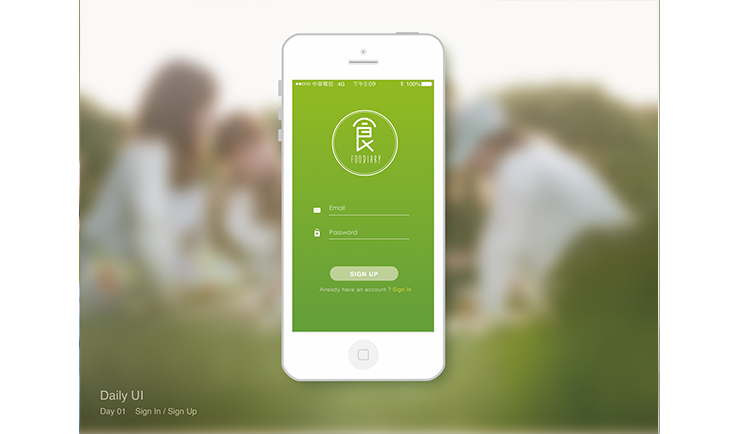 中華電信 4G 下午3:09 100%
食
FOODIARY
Email
Password
SIGN UP
Already have an account ? Sign In
Daily UI
Day 01 Sign In / Sign Up